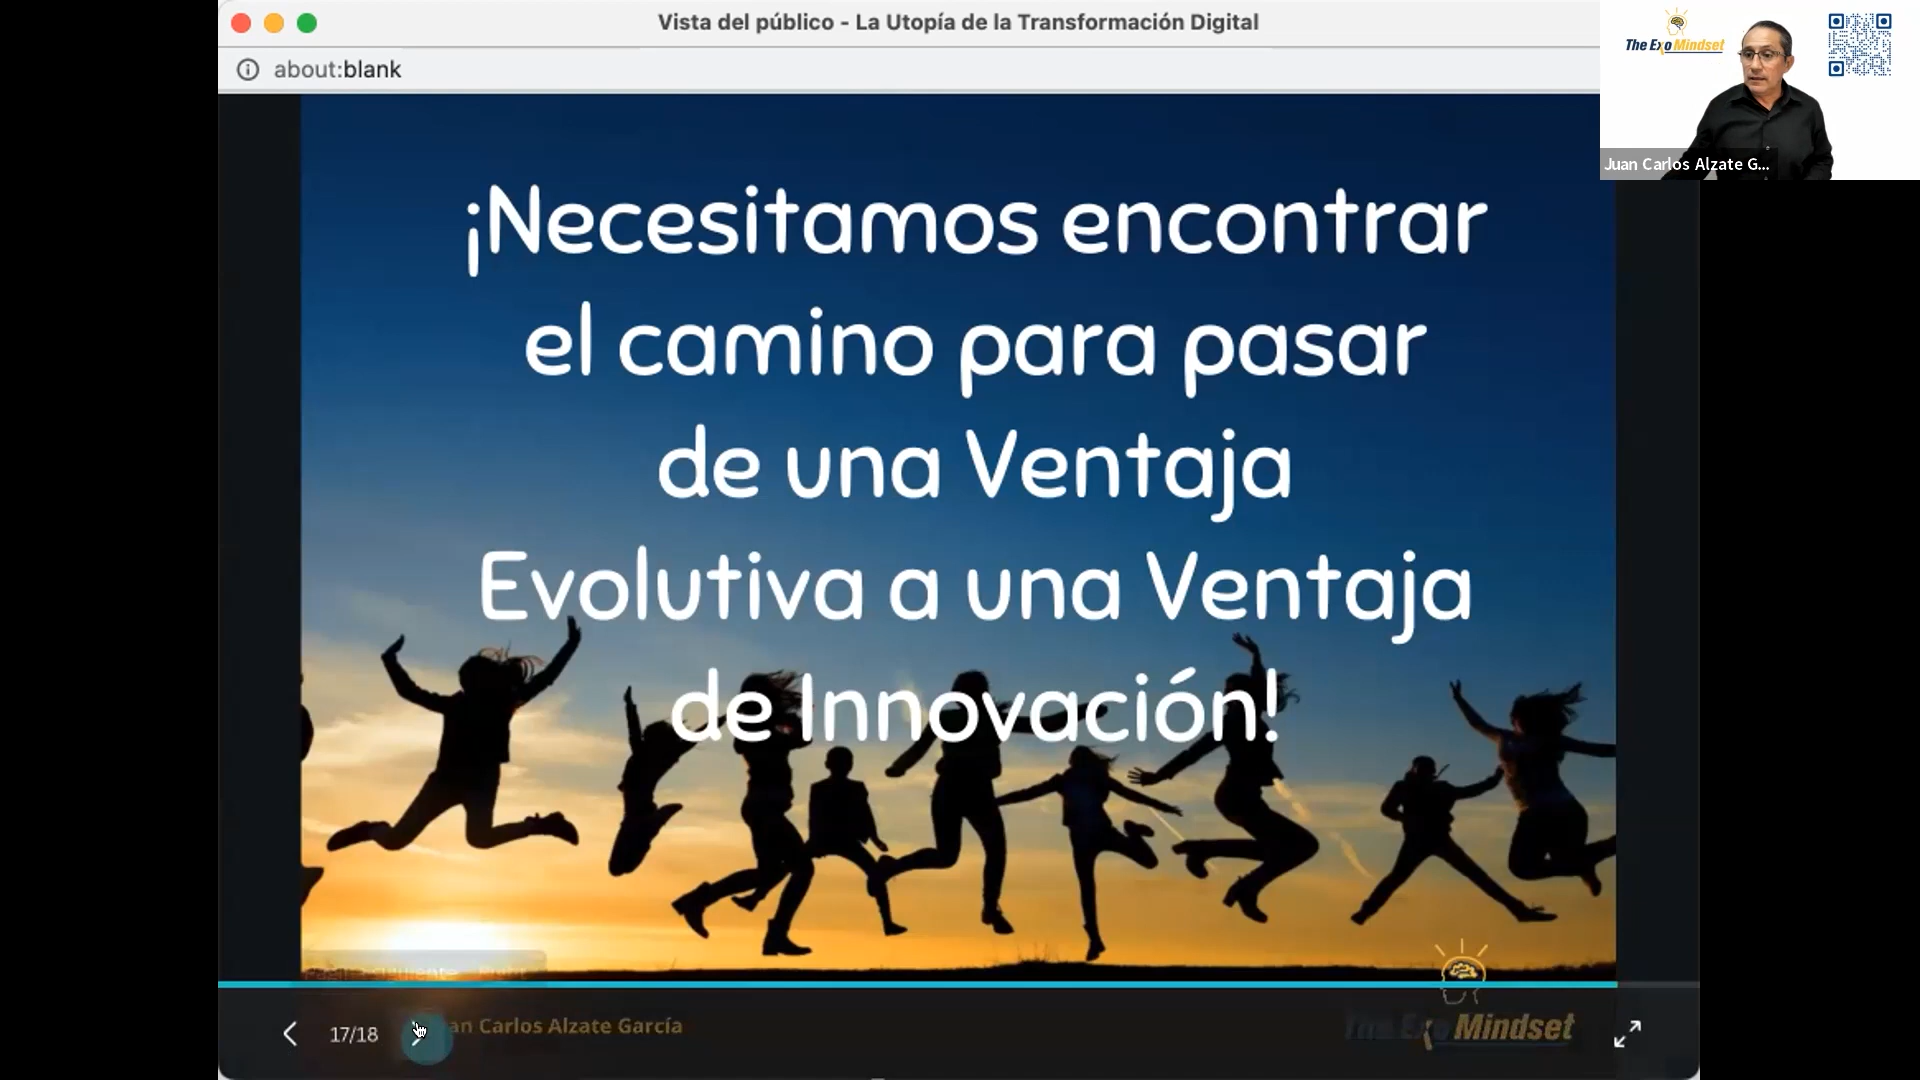 Vista del público - La Utopía de la Transformación Digital
about:blank
The Exo Mindset
Juan Carlos Alzate G...
¡Necesitamos encontrar
el camino para pasar
de una Ventaja
Evolutiva a una Ventaja
de Innovación!
17/18
an Carlos Alzate García
The Exo Mindset